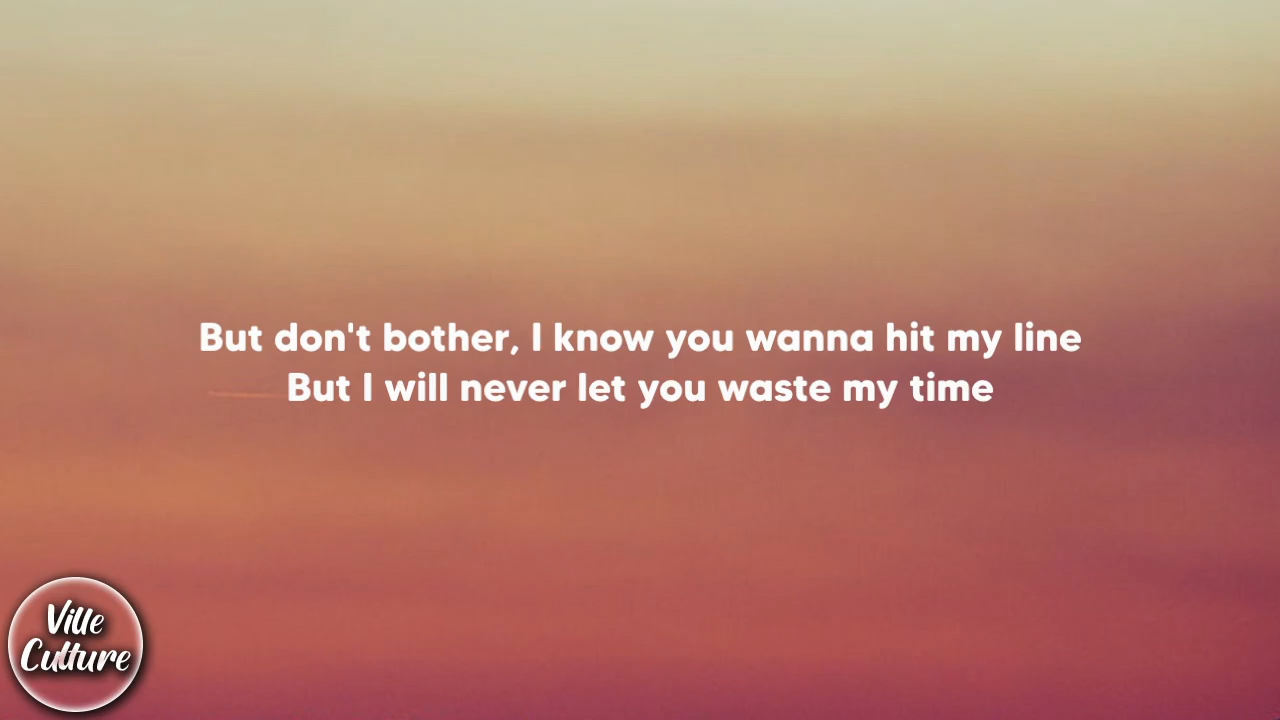 But don't bother, I know you wanna hit my line
But I will never let you waste my time
Ville
Culture